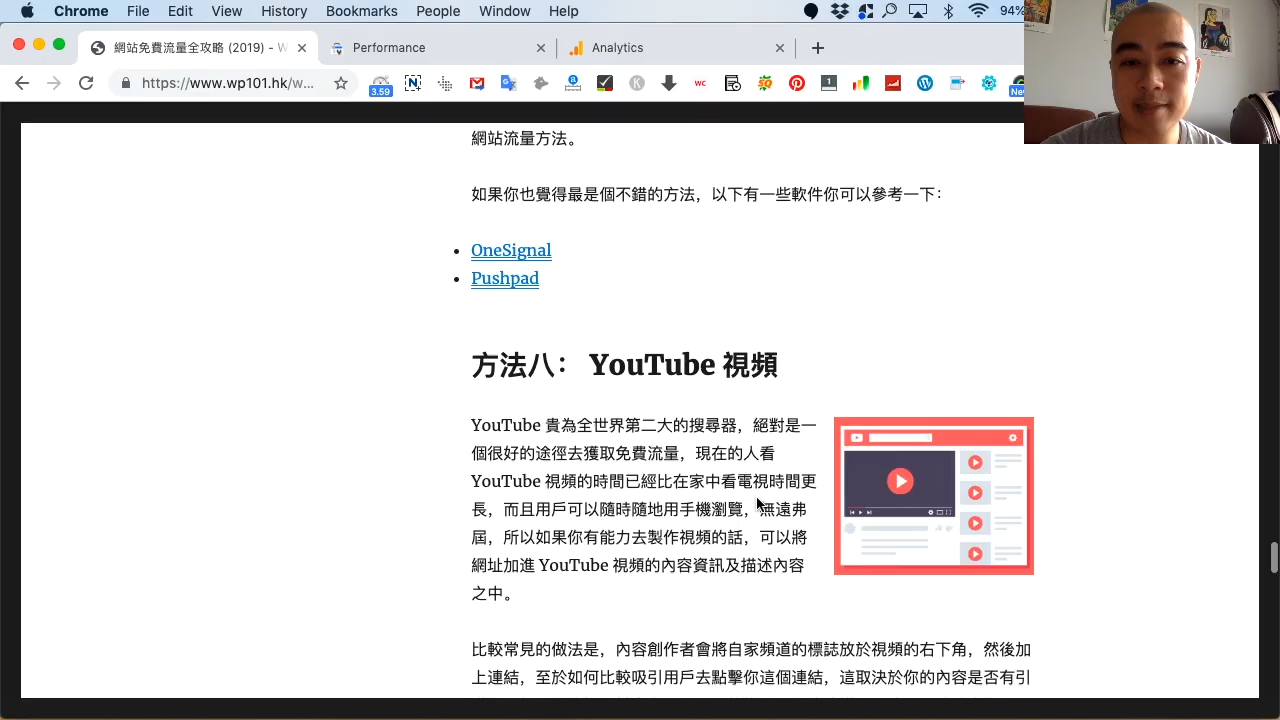 Chrome File Edit View History Bookmarks People Window Help 94%
網站免費流量全攻略 (2019) - W
Performance
Analytics
https://www.wp101.hk/w...
3.59
網站流量方法。
如果你也覺得最是個不錯的方法，以下有一些軟件你可以參考一下：
OneSignal
Pushpad
方法八： YouTube 視頻
YouTube 貴為全世界第二大的搜尋器，絕對是一
個很好的途徑去獲取免費流量，現在的人看
YouTube 視頻的時間已經比在家中看電視時間更
長，而且用戶可以隨時隨地用手機瀏覽，無遠弗
屆，所以如果你有能力去製作視頻的話，可以將
網址加進 YouTube 視頻的內容資訊及描述內容
之中。
比較常見的做法是，內容創作者會將自家頻道的標誌放於視頻的右下角，然後加
上連結，至於如何比較吸引用戶去點擊你這個連結，這取決於你的內容是否有引